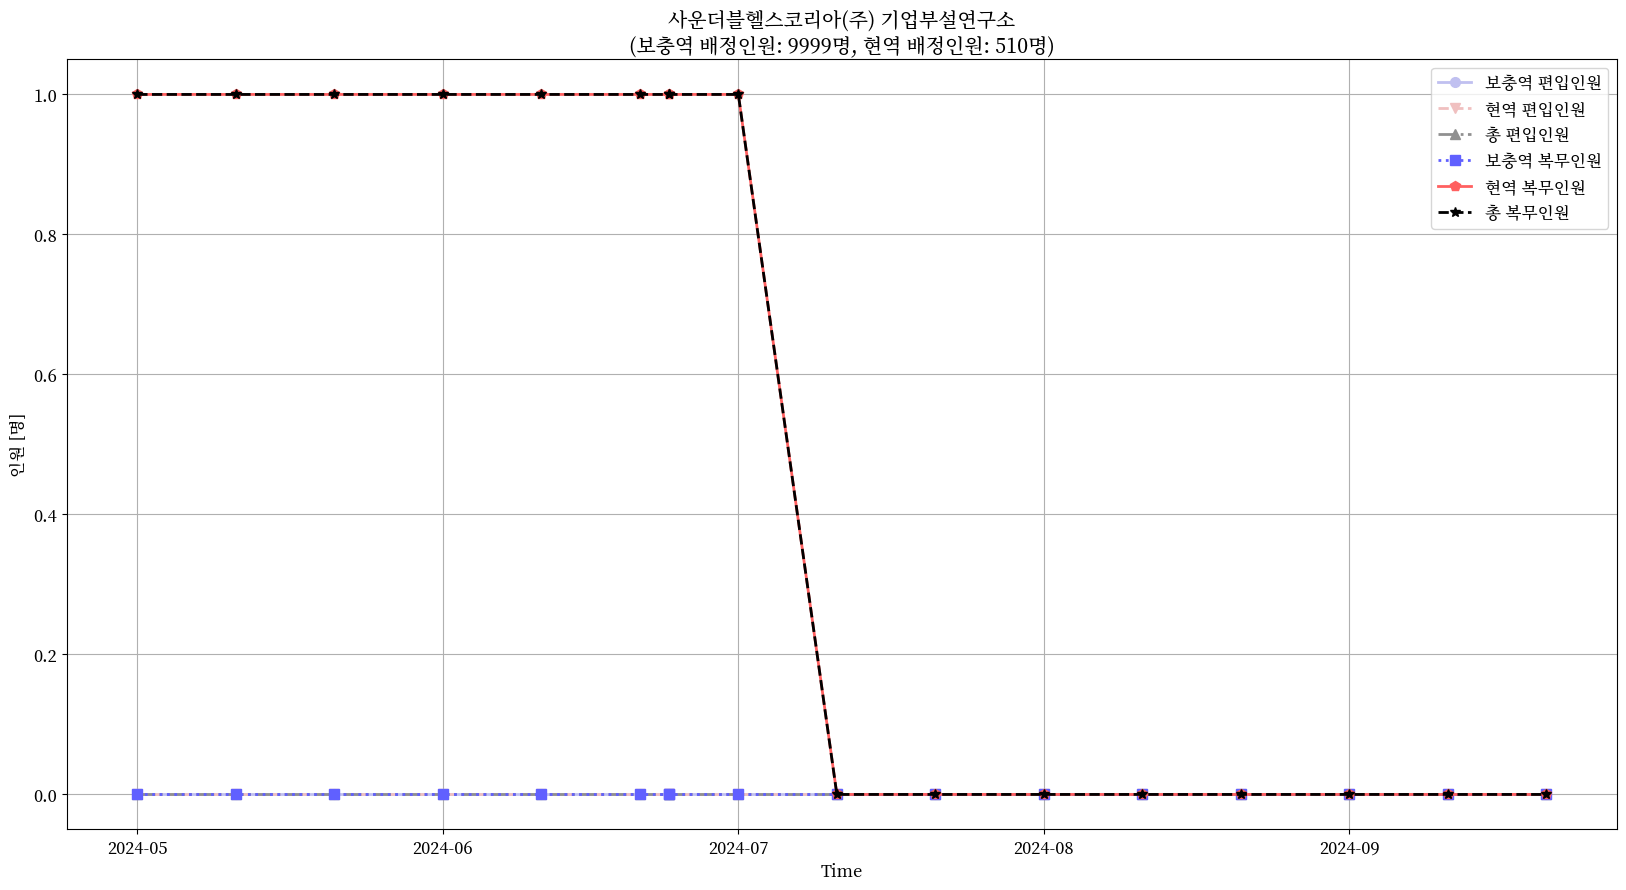 사운더블헬스코리아(주) 기업부설연구소
(보충역 배정인원: 9999명, 현역 배정인원: 510명)
보충역 편입인원
현역 편입인원
총 편입인원
보충역 복무인원
현역 복무인원
총 복무인원
인원 [명]
1.0
0.8
0.6
0.4
0.2
0.0
2024-05
2024-06
2024-07
2024-08
2024-09
Time